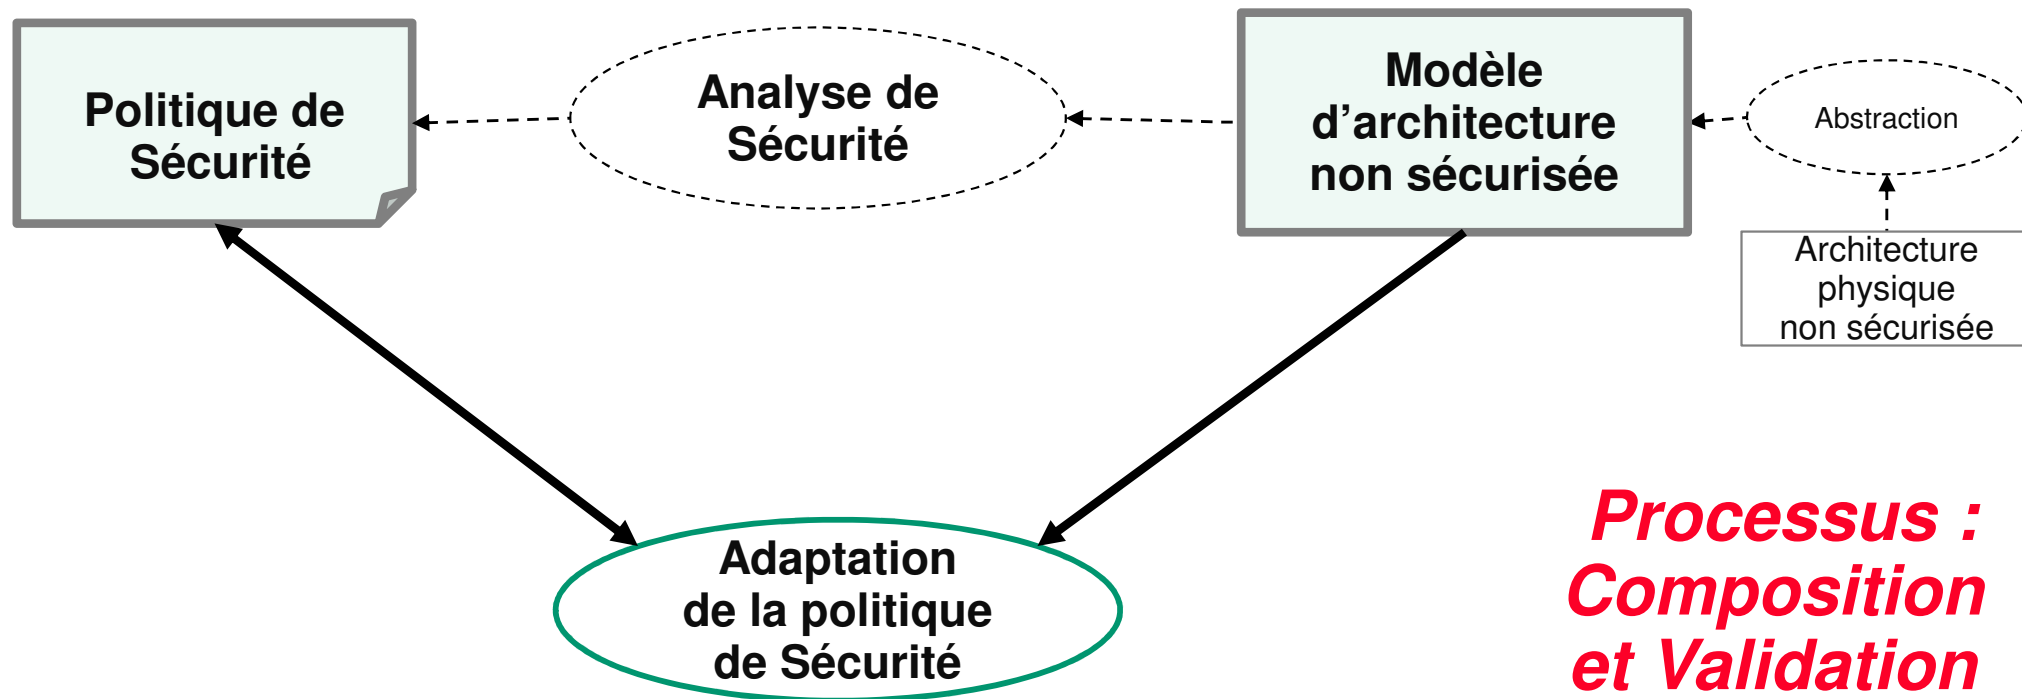 Politique de
Sécurité
Analyse de
Sécurité
Modèle
d’architecture
non sécurisée
Abstraction
Architecture
physique
non sécurisée
Adaptation
de la politique
de Sécurité
Processus :
Composition
et Validation